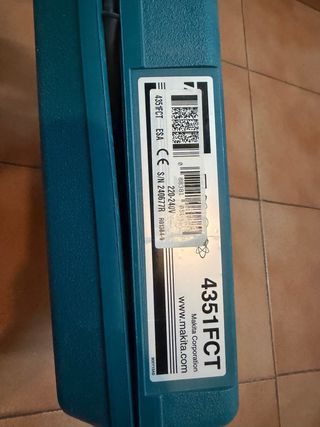 4351FCT ESA
CE S/N 240677R
220-240V
4351FCT
Makita Corporation
www.makita.com